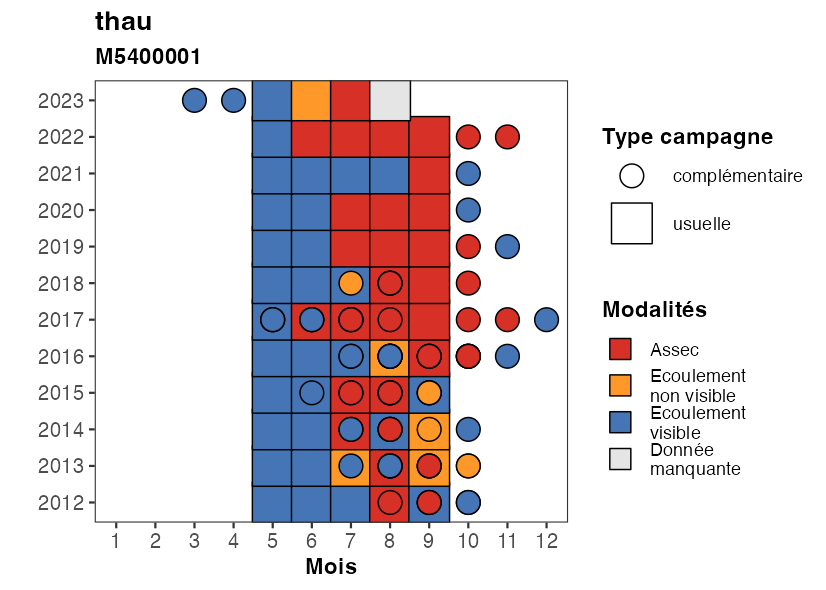 thau
M5400001
2023
2022
2021
2020
2019
2018
2017
2016
2015
2014
2013
2012
1 2 3 4 5 6 7 8 9 10 11 12
Mois
Type campagne
complémentaire
usuelle
Modalités
Assec
Ecoulement
non visible
Ecoulement
visible
Donnée
manquante